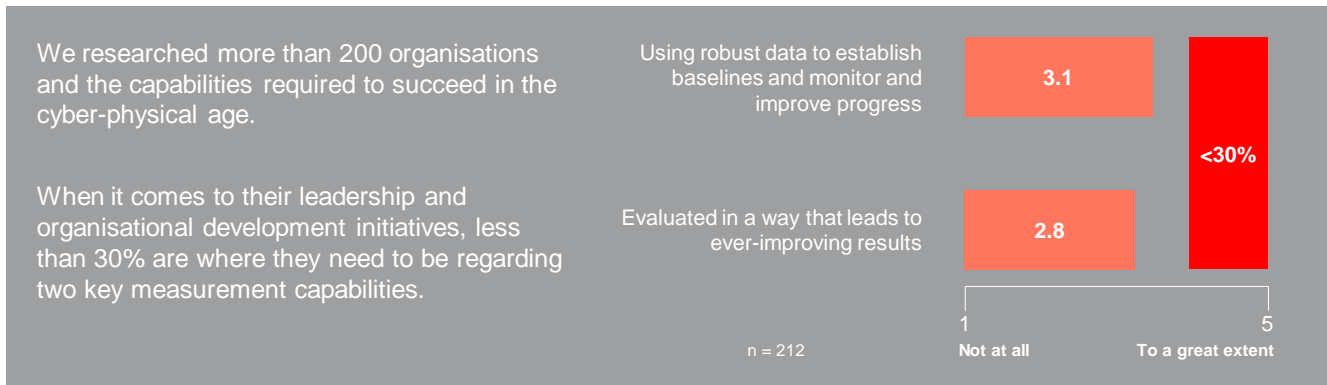 We researched more than 200 organisations
and the capabilities required to succeed in the
cyber-physical age.
When it comes to their leadership and
organisational development initiatives, less
than 30% are where they need to be regarding
two key measurement capabilities.
Using robust data to establish
baselines and monitor and
improve progress
3.1
<30%
Evaluated in a way that leads to
ever-improving results
2.8
1
5
n = 212
Not at all
To a great extent